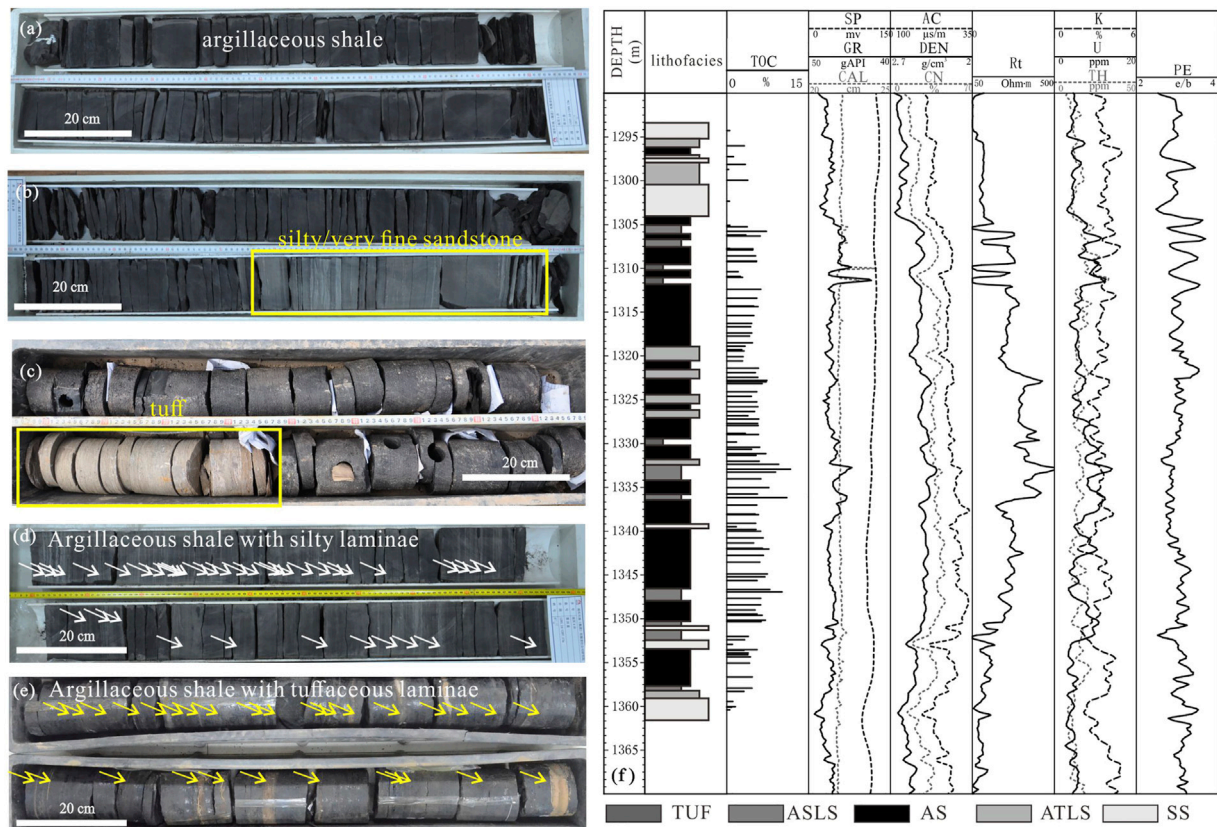 (a)
argillaceous shale
20 cm
(b)
silty/very fine sandstone
20 cm
(c)
tuff
20 cm
(d)
Argillaceous shale with silty laminae
20 cm
(e)
Argillaceous shale with tuffaceous laminae
20 cm
DEPTH
(m)
lithofacies
TOC
0 % 15
SP
0 mv 150
GR
50 gAPI 40
CAL
20 cm 25
AC
100 μs/m 350
DEN
2.7 g/cm³ 2
CN
0 %
Rt
50 Ohm·m 500
K
0 % 6
U
0 ppm 20
TH
0 ppm 50
PE
2 e/b 4
1295
1300
1305
1310
1315
1320
1325
1330
1335
1340
1345
1350
1355
1360
1365
(f)
TUF ASLS AS ATLS SS